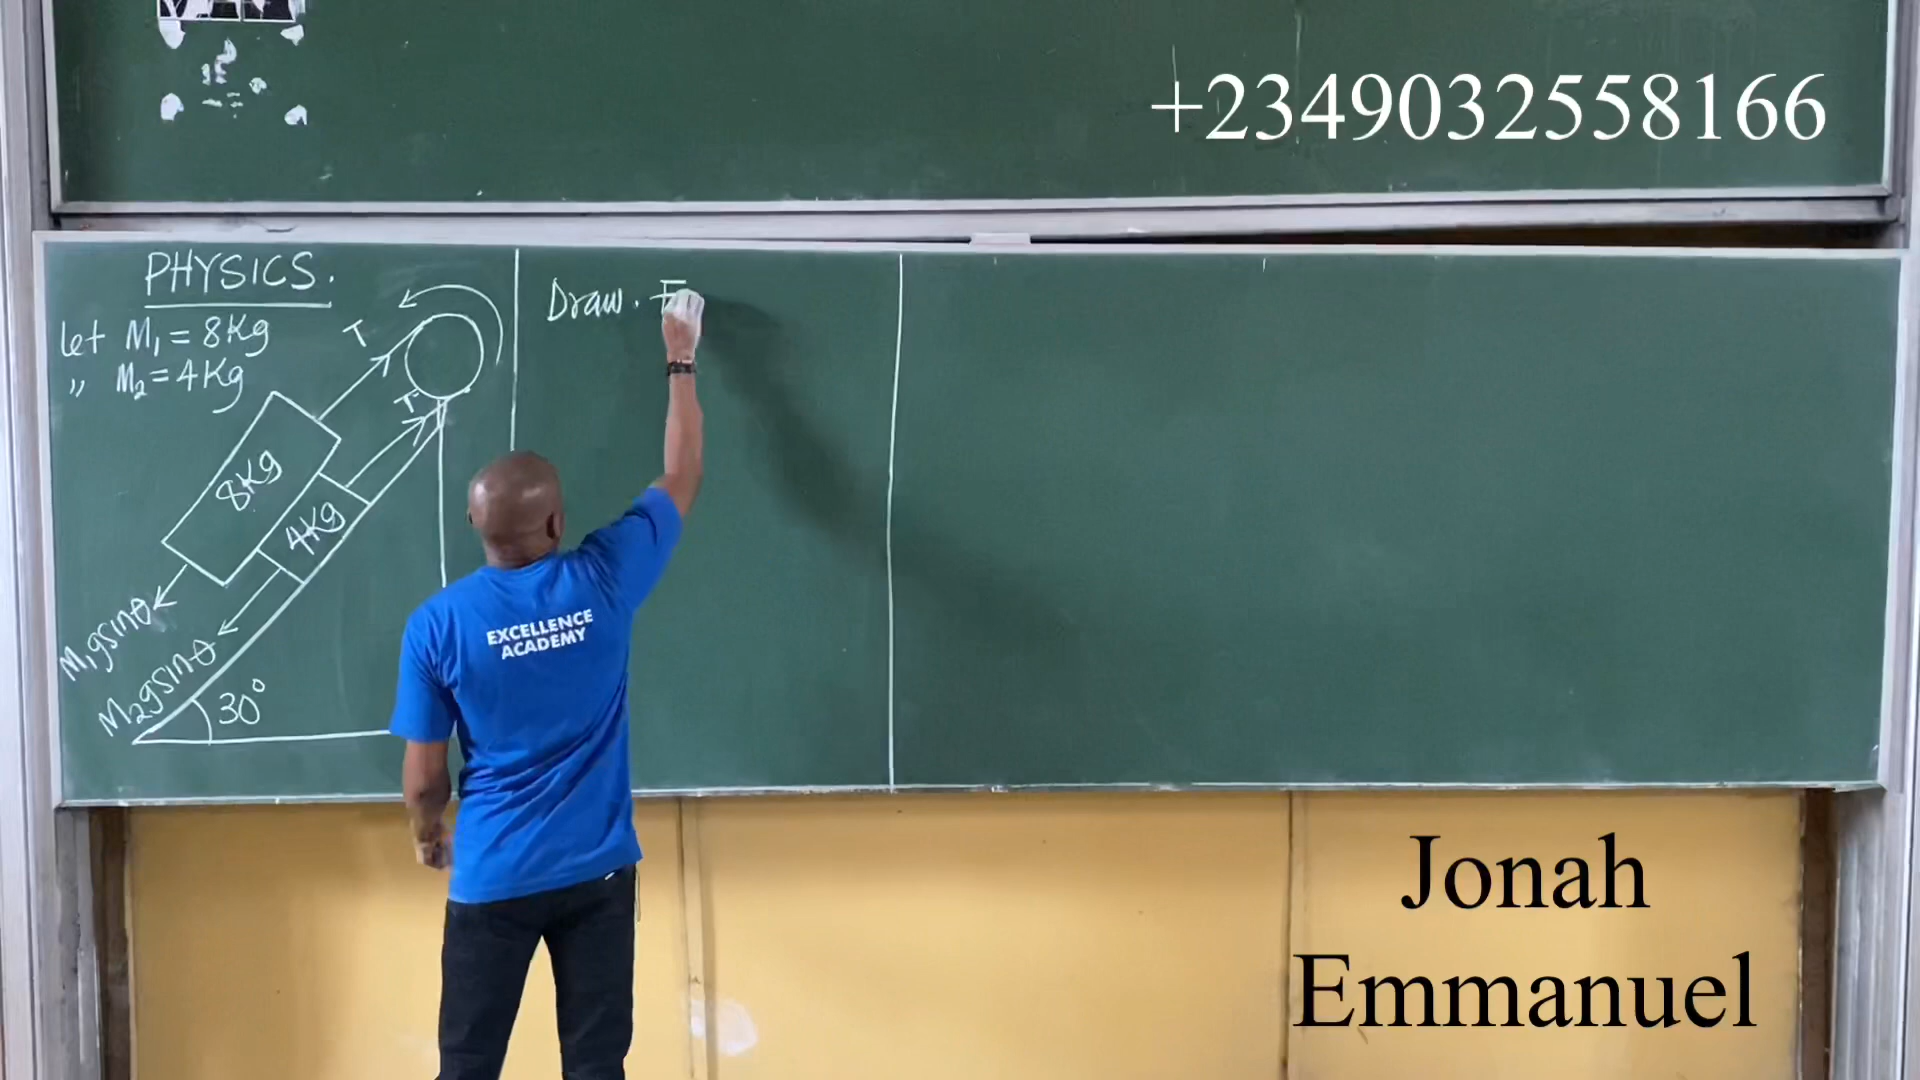 +2349032558166
PHYSICS.
let M₁ = 8Kg
,, M₂ = 4Kg
T
T
8Kg
4Kg
M₁gsinθ
M₂gsinθ
30°
Draw. F
EXCELLENCE
ACADEMY
Jonah
Emmanuel